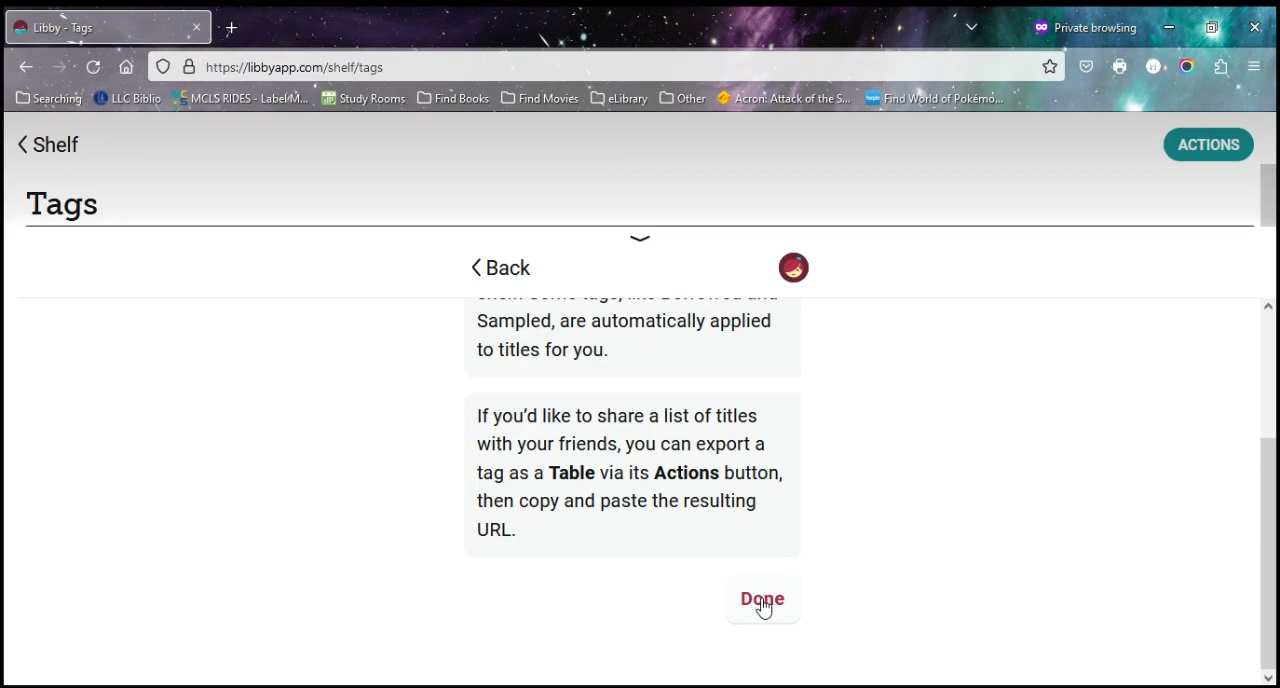 Libby - Tags
Private browsing
https://libbyapp.com/shelf/tags
Searching LLC Biblio MCLS RIDES - LabelM... Study Rooms Find Books Find Movies eLibrary Other Acron: Attack of the S... Find World of Pokémo...
Shelf
ACTIONS
Tags
Back
Sampled, are automatically applied
to titles for you.
If you’d like to share a list of titles
with your friends, you can export a
tag as a Table via its Actions button,
then copy and paste the resulting
URL.
Done